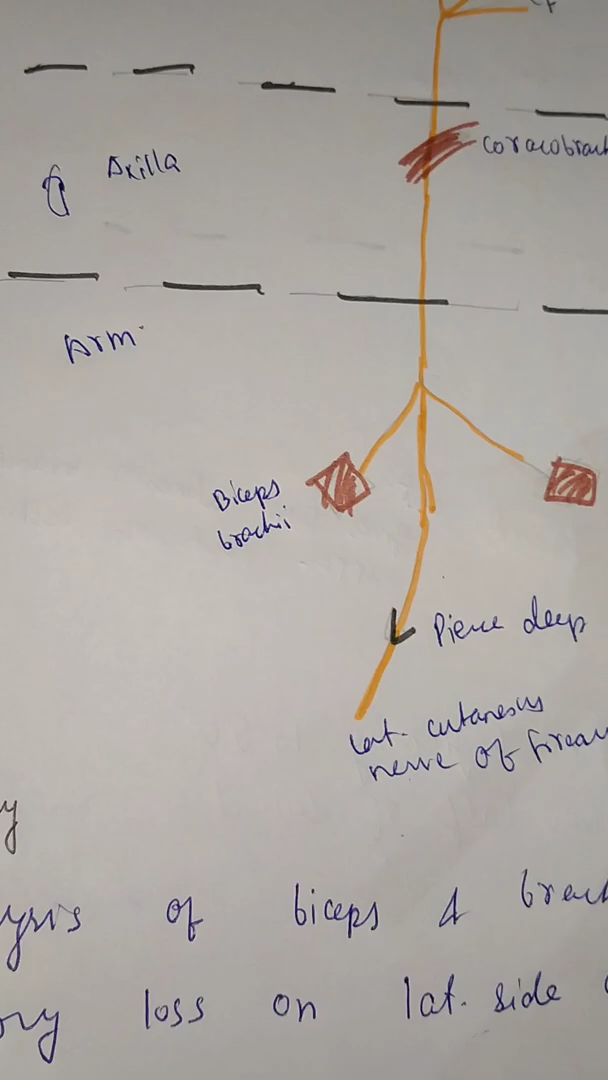 Coracobrach
Axilla
Arm
Biceps
brachii
Pierce deep
Lat. cutaneous
nerve of forear
y
ysis of biceps & brach
ory loss on lat. side